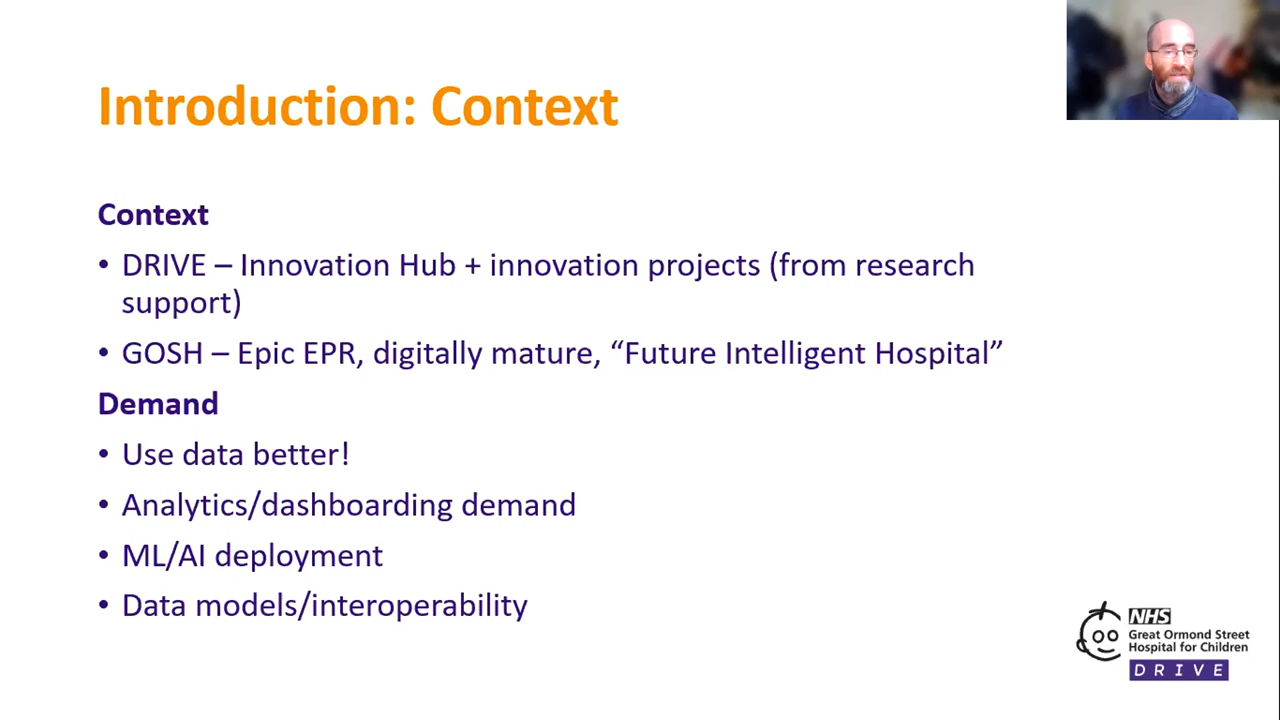 Introduction: Context
Context
• DRIVE – Innovation Hub + innovation projects (from research
support)
• GOSH – Epic EPR, digitally mature, “Future Intelligent Hospital”
Demand
• Use data better!
• Analytics/dashboarding demand
• ML/AI deployment
• Data models/interoperability
NHS
Great Ormond Street
Hospital for Children
DRIVE